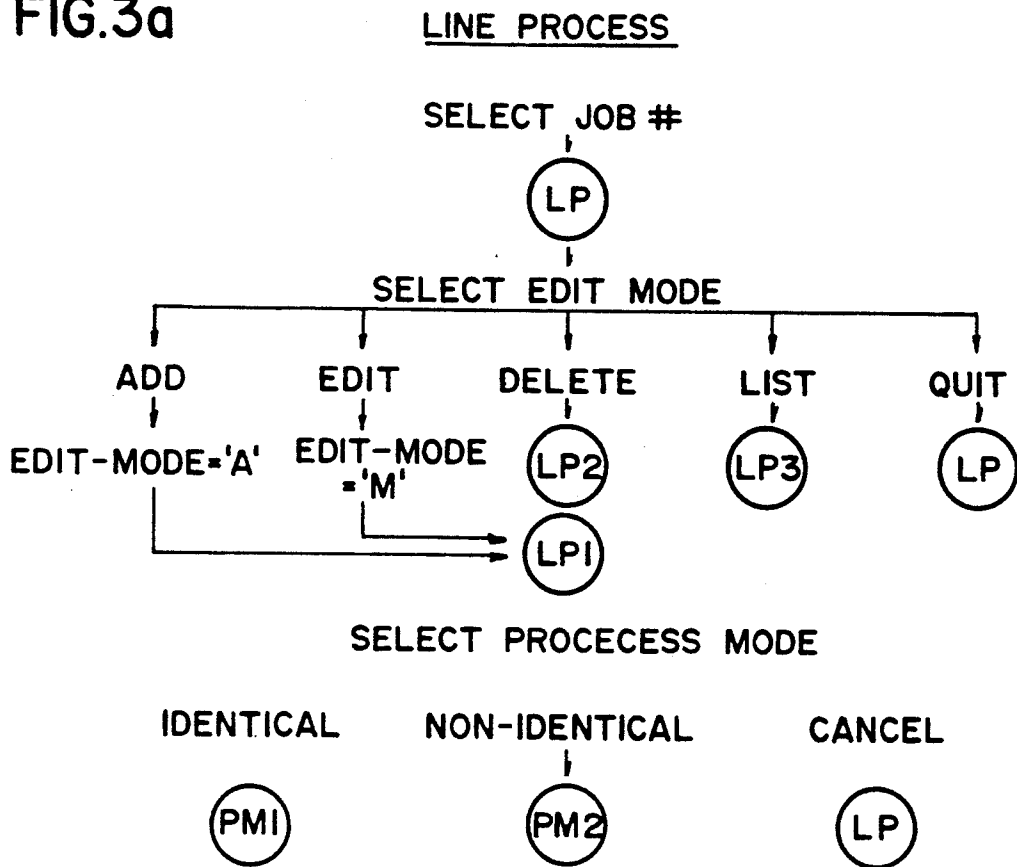 FIG.3a
LINE PROCESS
SELECT JOB #
LP
SELECT EDIT MODE
ADD EDIT DELETE LIST QUIT
EDIT-MODE='A' EDIT-MODE
='M'
LP2 LP3 LP
LP1
SELECT PROCECESS MODE
IDENTICAL NON-IDENTICAL CANCEL
PM1 PM2 LP